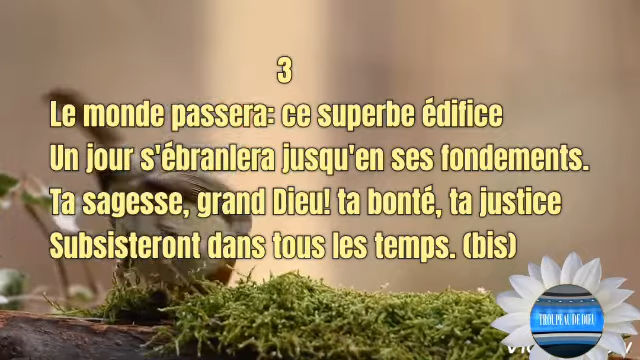 3
Le monde passera: ce superbe édifice
Un jour s'ébranlera jusqu'en ses fondements.
Ta sagesse, grand Dieu! ta bonté, ta justice
Subsisteront dans tous les temps. (bis)
TROUPEAU DE DIEU